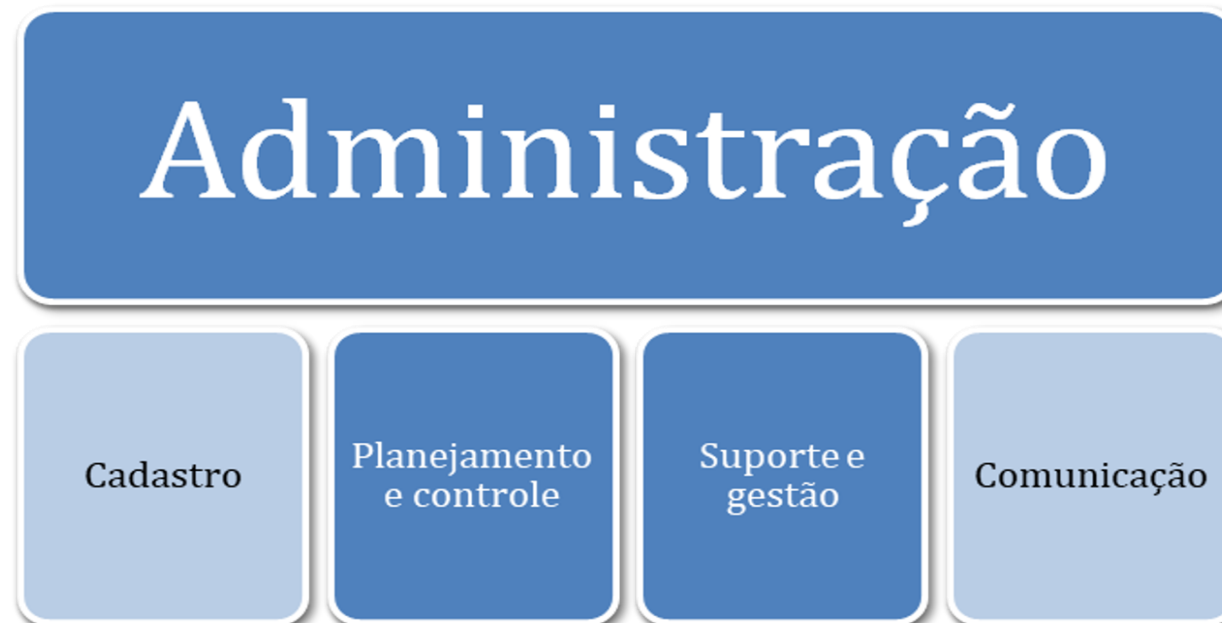 Administração
Cadastro
Planejamento
e controle
Suporte e
gestão
Comunicação